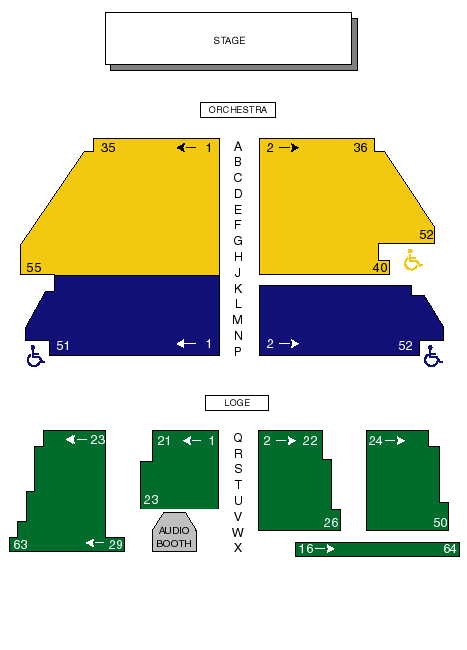 STAGE
ORCHESTRA
35 ← 1 A 2 → 36
B
C
D
E
F
G 52
H
55 J 40
K
L
M
N
51 ← 1 P 2 → 52
LOGE
← 23 21 ← 1 Q 2 → 22 24 →
R
S
T
23 U
V 26 50
AUDIO W
BOOTH
63 ← 29 X 16 → 64